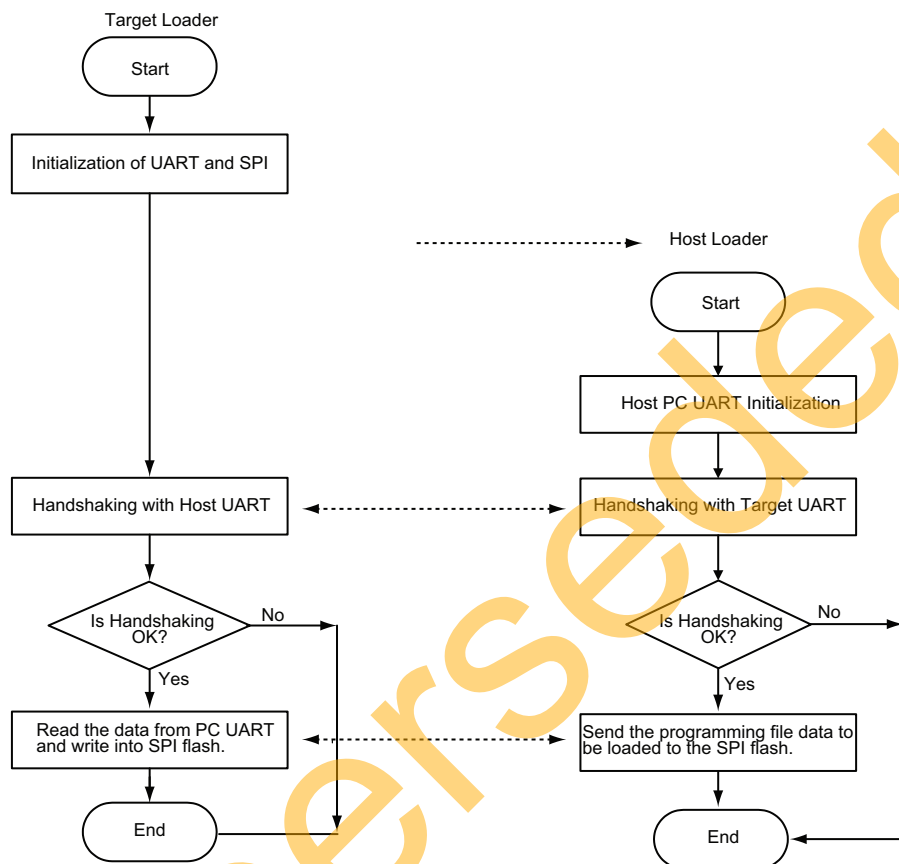 Target Loader
Start
Initialization of UART and SPI
Handshaking with Host UART
Is Handshaking
OK?
No
Yes
Read the data from PC UART
and write into SPI flash.
End
Host Loader
Start
Host PC UART Initialization
Handshaking with Target UART
Is Handshaking
OK?
No
Yes
Send the programming file data to
be loaded to the SPI flash.
End
erseded